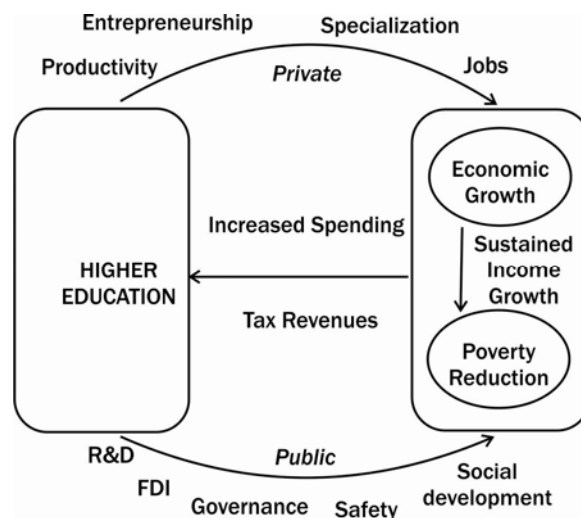 Entrepreneurship
Specialization
Productivity
Private
Jobs
Economic
Growth
Increased Spending
Sustained
Income
Growth
HIGHER
EDUCATION
Tax Revenues
Poverty
Reduction
R&D
Public
FDI
Social
development
Governance
Safety